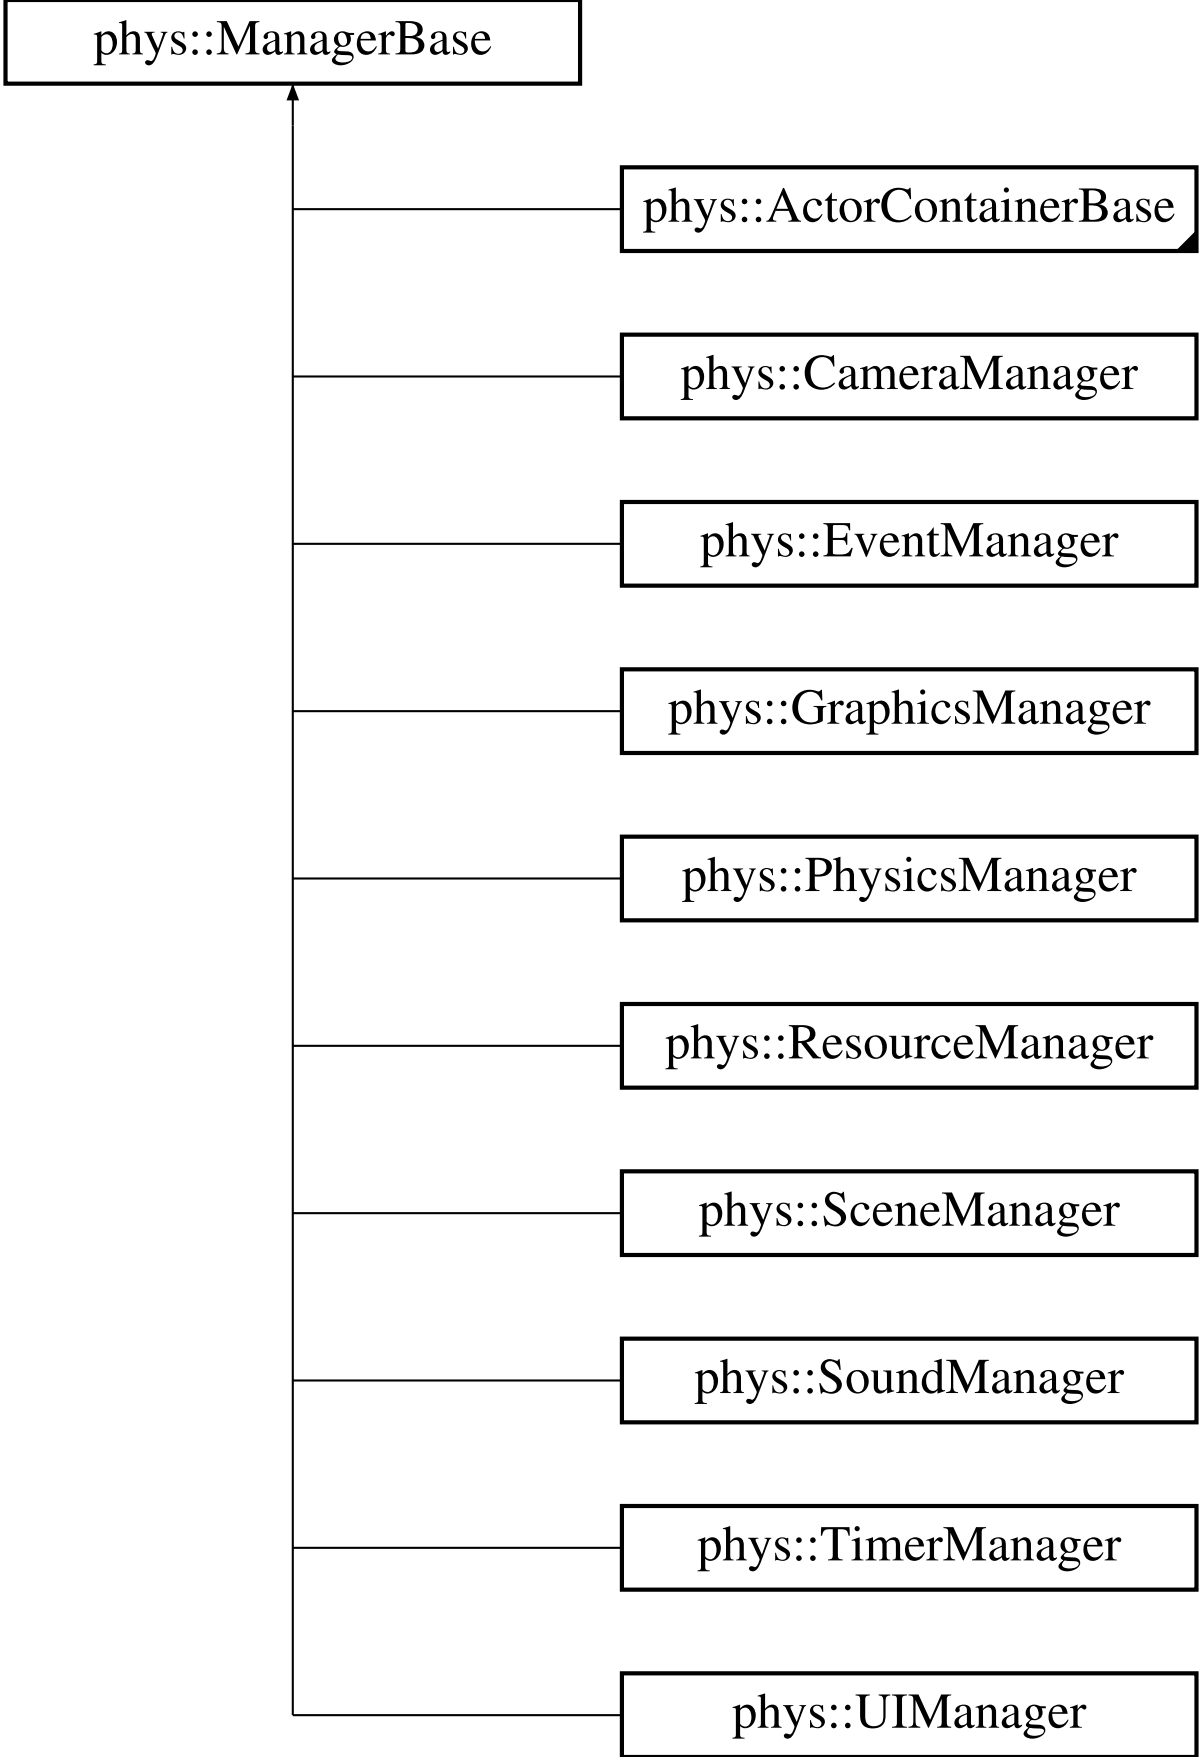 phys::ManagerBase
phys::ActorContainerBase
phys::CameraManager
phys::EventManager
phys::GraphicsManager
phys::PhysicsManager
phys::ResourceManager
phys::SceneManager
phys::SoundManager
phys::TimerManager
phys::UIManager